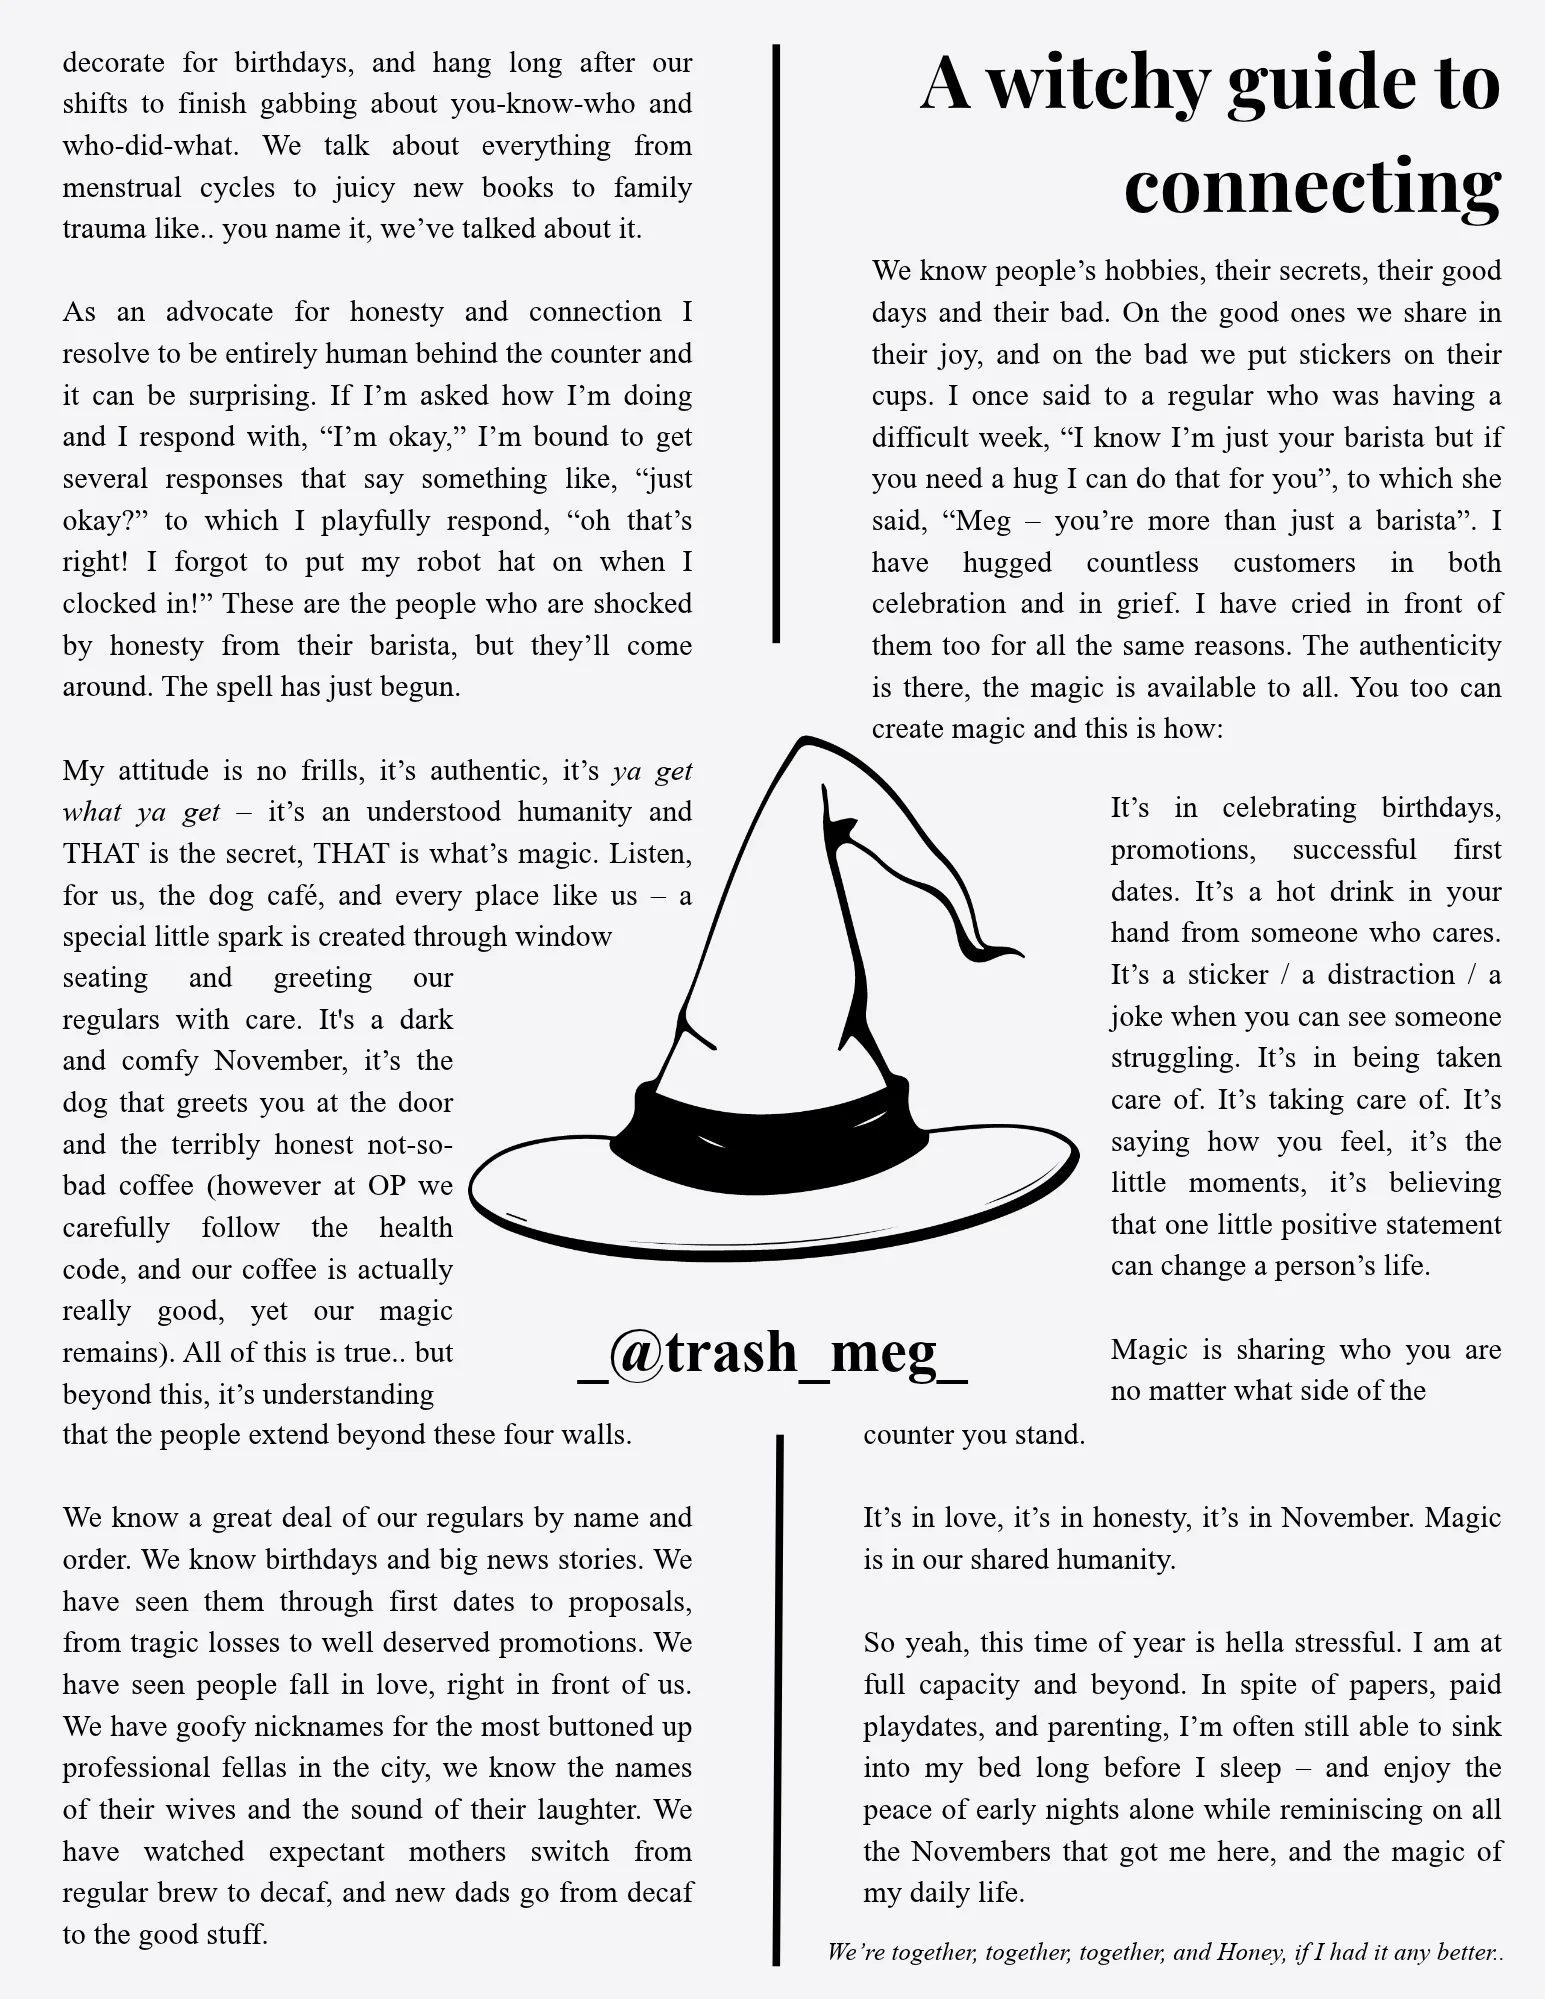 decorate for birthdays, and hang long after our
shifts to finish gabbing about you-know-who and
who-did-what. We talk about everything from
menstrual cycles to juicy new books to family
trauma like.. you name it, we’ve talked about it.
As an advocate for honesty and connection I
resolve to be entirely human behind the counter and
it can be surprising. If I’m asked how I’m doing
and I respond with, “I’m okay,” I’m bound to get
several responses that say something like, “just
okay?” to which I playfully respond, “oh that’s
right! I forgot to put my robot hat on when I
clocked in!” These are the people who are shocked
by honesty from their barista, but they’ll come
around. The spell has just begun.
My attitude is no frills, it’s authentic, it’s ya get
what ya get – it’s an understood humanity and
THAT is the secret, THAT is what’s magic. Listen,
for us, the dog café, and every place like us – a
special little spark is created through window
seating and greeting our
regulars with care. It's a dark
and comfy November, it’s the
dog that greets you at the door
and the terribly honest not-so-
bad coffee (however at OP we
carefully follow the health
code, and our coffee is actually
really good, yet our magic
remains). All of this is true.. but
beyond this, it’s understanding
that the people extend beyond these four walls.
We know a great deal of our regulars by name and
order. We know birthdays and big news stories. We
have seen them through first dates to proposals,
from tragic losses to well deserved promotions. We
have seen people fall in love, right in front of us.
We have goofy nicknames for the most buttoned up
professional fellas in the city, we know the names
of their wives and the sound of their laughter. We
have watched expectant mothers switch from
regular brew to decaf, and new dads go from decaf
to the good stuff.
_@trash_meg_
A witchy guide to
connecting
We know people’s hobbies, their secrets, their good
days and their bad. On the good ones we share in
their joy, and on the bad we put stickers on their
cups. I once said to a regular who was having a
difficult week, “I know I’m just your barista but if
you need a hug I can do that for you”, to which she
said, “Meg – you’re more than just a barista”. I
have hugged countless customers in both
celebration and in grief. I have cried in front of
them too for all the same reasons. The authenticity
is there, the magic is available to all. You too can
create magic and this is how:
It’s in celebrating birthdays,
promotions, successful first
dates. It’s a hot drink in your
hand from someone who cares.
It’s a sticker / a distraction / a
joke when you can see someone
struggling. It’s in being taken
care of. It’s taking care of. It’s
saying how you feel, it’s the
little moments, it’s believing
that one little positive statement
can change a person’s life.
Magic is sharing who you are
no matter what side of the
counter you stand.
It’s in love, it’s in honesty, it’s in November. Magic
is in our shared humanity.
So yeah, this time of year is hella stressful. I am at
full capacity and beyond. In spite of papers, paid
playdates, and parenting, I’m often still able to sink
into my bed long before I sleep – and enjoy the
peace of early nights alone while reminiscing on all
the Novembers that got me here, and the magic of
my daily life.
We’re together, together, together, and Honey, if I had it any better..